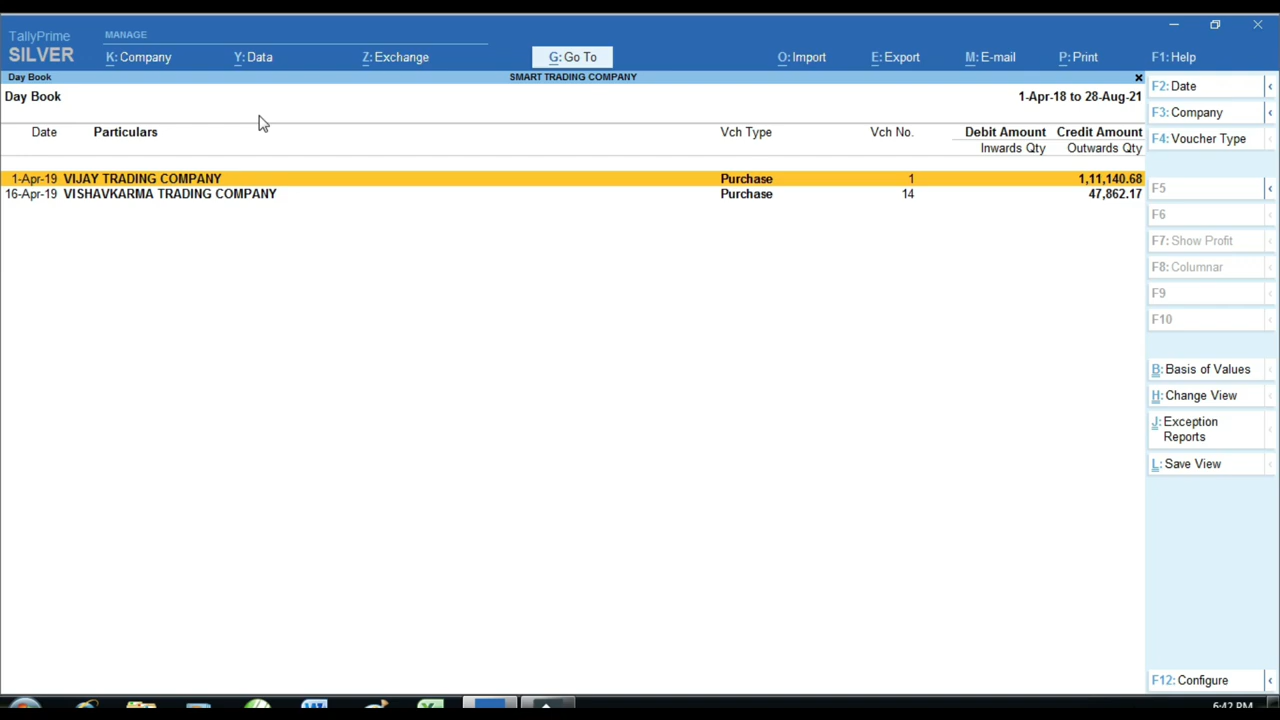 TallyPrime MANAGE
SILVER K: Company Y: Data Z: Exchange G: Go To O: Import E: Export M: E-mail P: Print F1: Help
Day Book SMART TRADING COMPANY x
Day Book 1-Apr-18 to 28-Aug-21
Date Particulars Vch Type Vch No. Debit Amount Credit Amount
Inwards Qty Outwards Qty
1-Apr-19 VIJAY TRADING COMPANY Purchase 1 1,11,140.68
16-Apr-19 VISHAVKARMA TRADING COMPANY Purchase 14 47,862.17
F2: Date
F3: Company
F4: Voucher Type
F5
F6
F7: Show Profit
F8: Columnar
F9
F10
B: Basis of Values
H: Change View
J: Exception
Reports
L: Save View
F12: Configure
6:42 PM